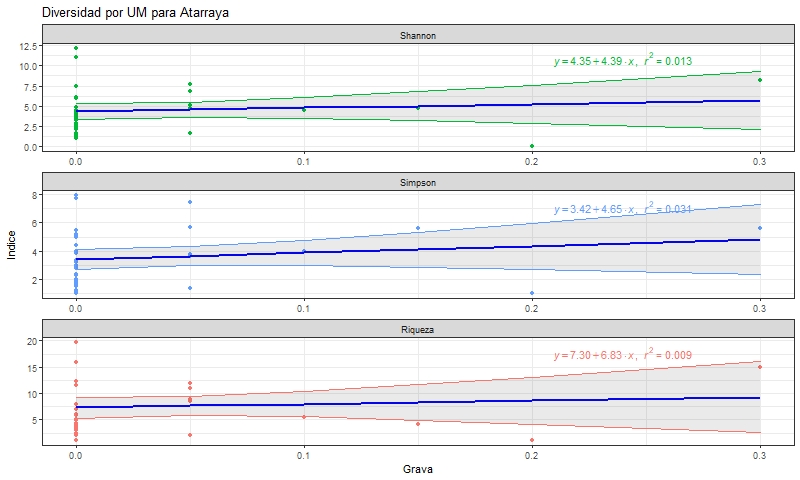 Diversidad por UM para Atarraya
Shannon
y = 4.35 + 4.39 · x, r² = 0.013
12.5
10.0
7.5
5.0
2.5
0.0
0.0 0.1 0.2 0.3
Simpson
y = 3.42 + 4.65 · x, r² = 0.031
8
6
4
2
0.0 0.1 0.2 0.3
Indice
Riqueza
y = 7.30 + 6.83 · x, r² = 0.009
20
15
10
5
0.0 0.1 0.2 0.3
Grava